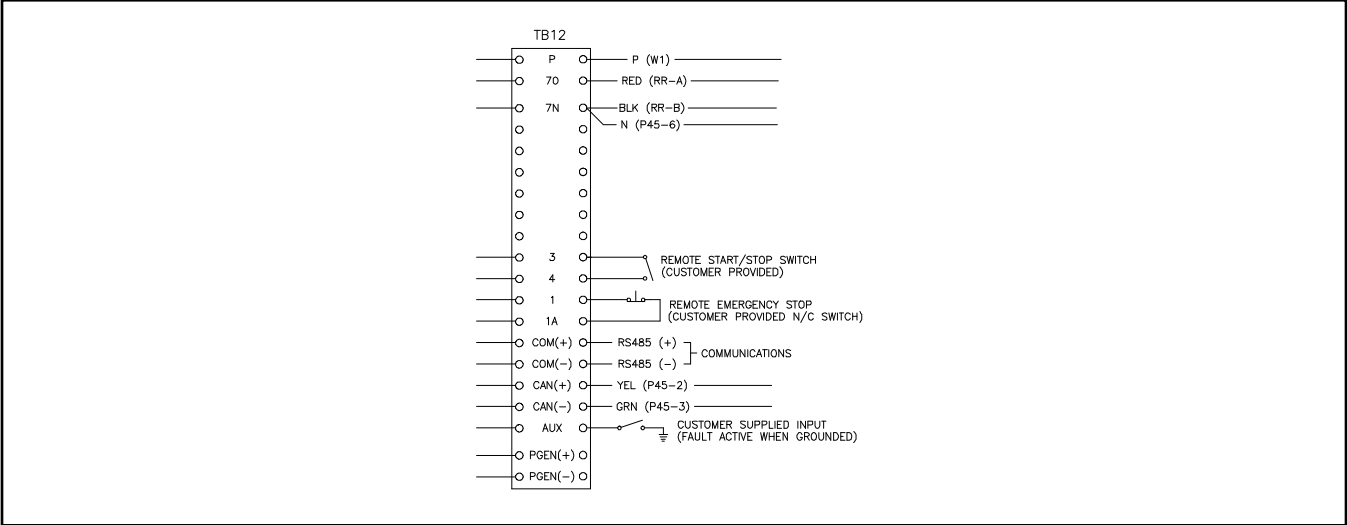 TB12
P P (W1)
70 RED (RR-A)
7N BLK (RR-B)
N (P45-6)
3 REMOTE START/STOP SWITCH
(CUSTOMER PROVIDED)
4
1 REMOTE EMERGENCY STOP
(CUSTOMER PROVIDED N/C SWITCH)
1A
COM(+) RS485 (+)
COMMUNICATIONS
COM(-) RS485 (-)
CAN(+) YEL (P45-2)
CAN(-) GRN (P45-3)
AUX CUSTOMER SUPPLIED INPUT
(FAULT ACTIVE WHEN GROUNDED)
PGEN(+)
PGEN(-)